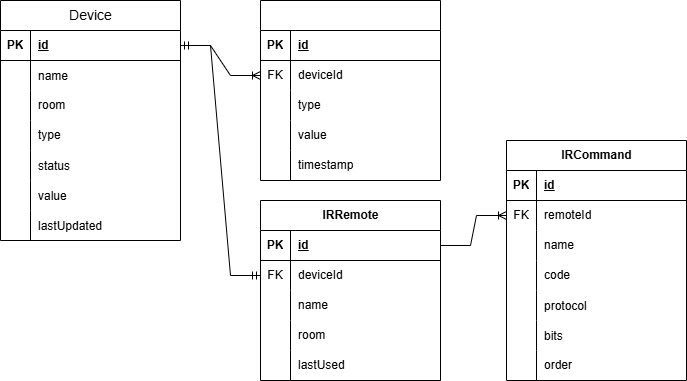 Device
PK id
name
room
type
status
value
lastUpdated
PK id
FK deviceId
type
value
timestamp
IRRemote
PK id
FK deviceId
name
room
lastUsed
IRCommand
PK id
FK remoteId
name
code
protocol
bits
order